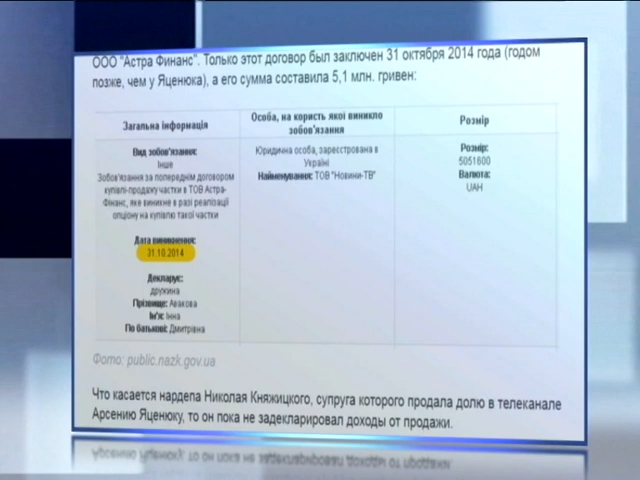 ООО "Астра Финанс". Только этот договор был заключен 31 октября 2014 года (годом
позже, чем у Яценюка), а его сумма составила 5,1 млн. гривен:
Загальна інформація
Особа, на користь якої виникло
зобов'язання
Розмір
Вид зобов'язання:
Інше
Зобов'язання за попереднім договором
купівлі-продажу частки в ТОВ Астра-
Фінанс, яке виникне в разі реалізації
опціону на купівлю такої частки
Дата виникнення:
31.10.2014
Декларує:
дружина
Прізвище: Авакова
Ім'я: Інна
По батькові: Дмитрівна
Юридична особа, зареєстрована в
Україні
Найменування: ТОВ "Новини-ТВ"
Розмір:
5051600
Валюта:
UAH
Фото: public.nazk.gov.ua
Что касается нардепа Николая Княжицкого, супруга которого продала долю в телеканале
Арсению Яценюку, то он пока не задекларировал доходы от продажи.